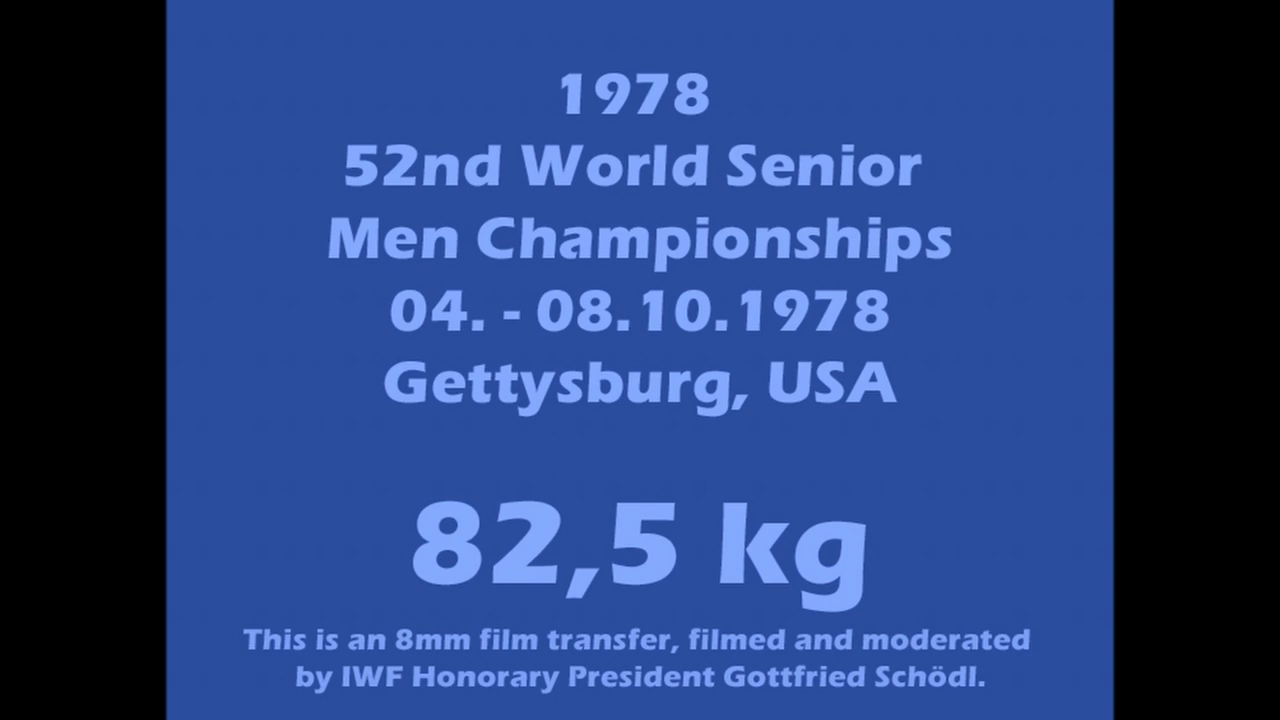 1978
52nd World Senior
Men Championships
04. - 08.10.1978
Gettysburg, USA
82,5 kg
This is an 8mm film transfer, filmed and moderated
by IWF Honorary President Gottfried Schödl.